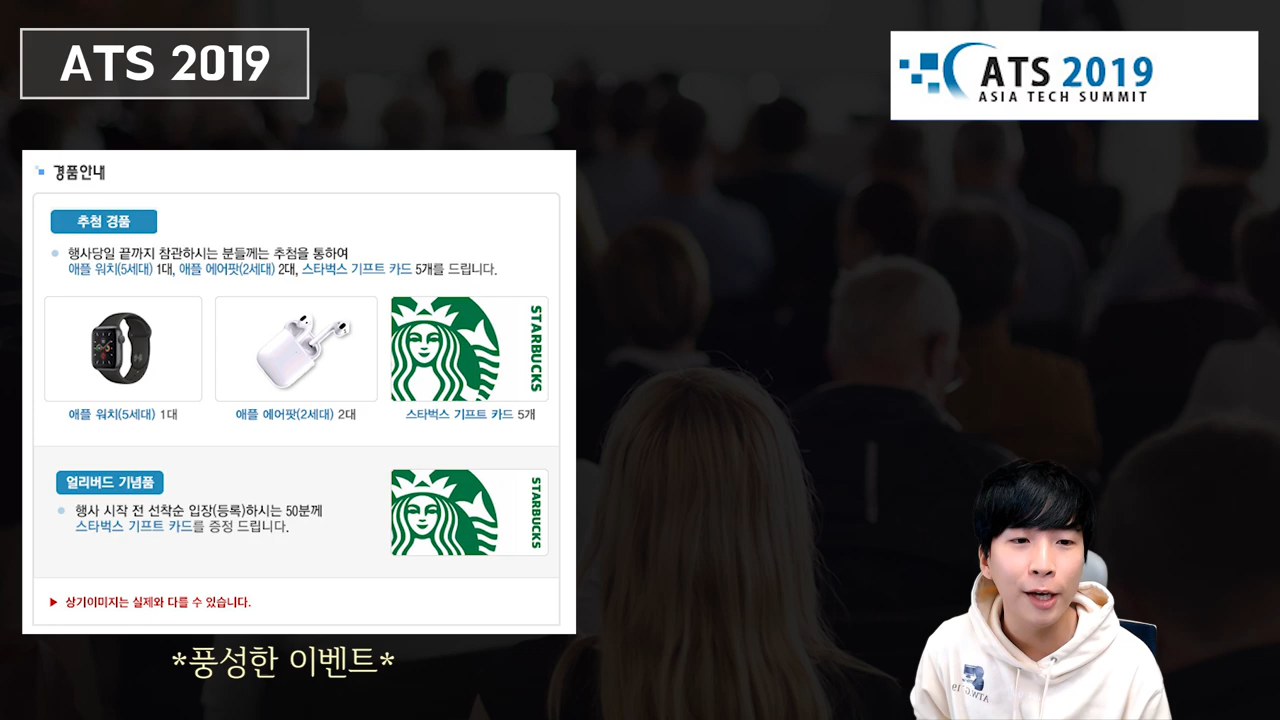 ATS 2019
ATS 2019
ASIA TECH SUMMIT
경품안내
추첨 경품
행사당일 끝까지 참관하시는 분들께는 추첨을 통하여
애플 워치(5세대) 1대, 애플 에어팟(2세대) 2대, 스타벅스 기프트 카드 5개를 드립니다.
STARBUCKS
애플 워치(5세대) 1대
애플 에어팟(2세대) 2대
스타벅스 기프트 카드 5개
얼리버드 기념품
행사 시작 전 선착순 입장(등록)하시는 50분께
스타벅스 기프트 카드를 증정 드립니다.
STARBUCKS
상기이미지는 실제와 다를 수 있습니다.
*풍성한 이벤트*